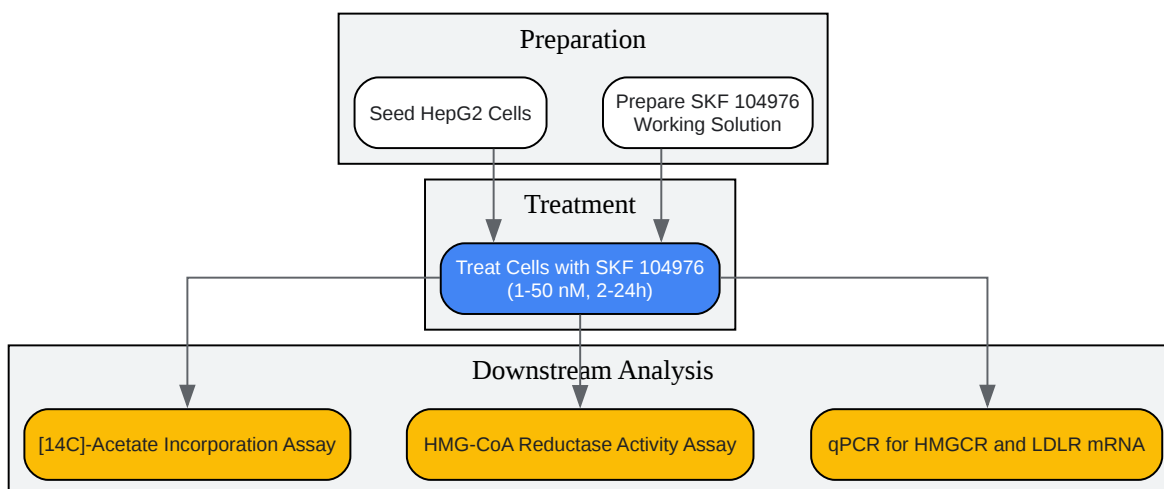 Preparation
Seed HepG2 Cells
Prepare SKF 104976
Working Solution
Treatment
Treat Cells with SKF 104976
(1-50 nM, 2-24h)
Downstream Analysis
[14C]-Acetate Incorporation Assay
HMG-CoA Reductase Activity Assay
qPCR for HMGCR and LDLR mRNA